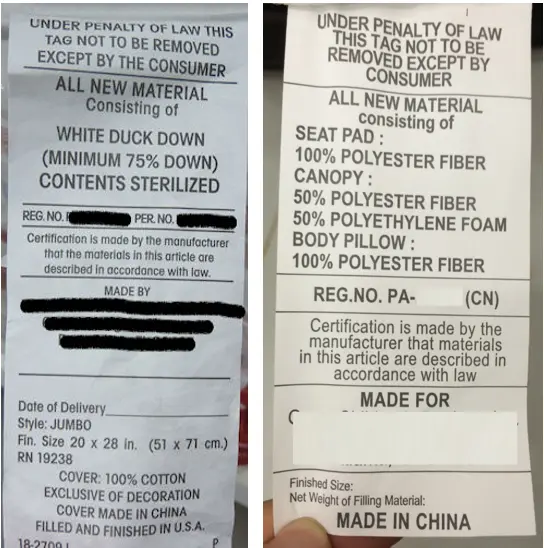 UNDER PENALTY OF LAW THIS
TAG NOT TO BE REMOVED
EXCEPT BY THE CONSUMER
ALL NEW MATERIAL
Consisting of
WHITE DUCK DOWN
(MINIMUM 75% DOWN)
CONTENTS STERILIZED
REG. NO. PER. NO.
Certification is made by the manufacturer
that the materials in this article are
described in accordance with law.
MADE BY
Date of Delivery
Style: JUMBO
Fin. Size 20 x 28 in. (51 x 71 cm.)
RN 19238
COVER: 100% COTTON
EXCLUSIVE OF DECORATION
COVER MADE IN CHINA
FILLED AND FINISHED IN U.S.A.
18-2709 P
UNDER PENALTY OF LAW
THIS TAG NOT TO BE
REMOVED EXCEPT BY
CONSUMER
ALL NEW MATERIAL
consisting of
SEAT PAD :
100% POLYESTER FIBER
CANOPY :
50% POLYESTER FIBER
50% POLYETHYLENE FOAM
BODY PILLOW :
100% POLYESTER FIBER
REG.NO. PA- (CN)
Certification is made by the
manufacturer that materials
in this article are described in
accordance with law
MADE FOR
Finished Size:
Net Weight of Filling Material:
MADE IN CHINA